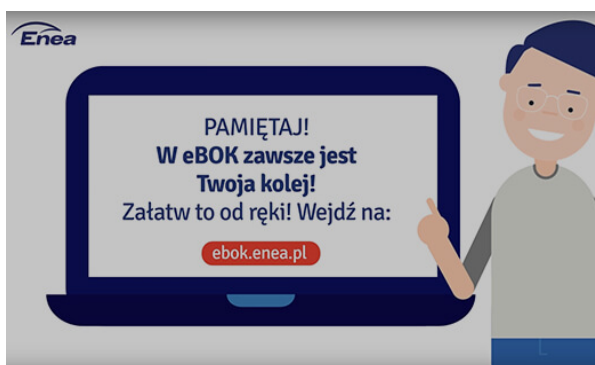 Enea
PAMIĘTAJ!
W eBOK zawsze jest
Twoja kolej!
Załatw to od ręki! Wejdź na:
ebok.enea.pl